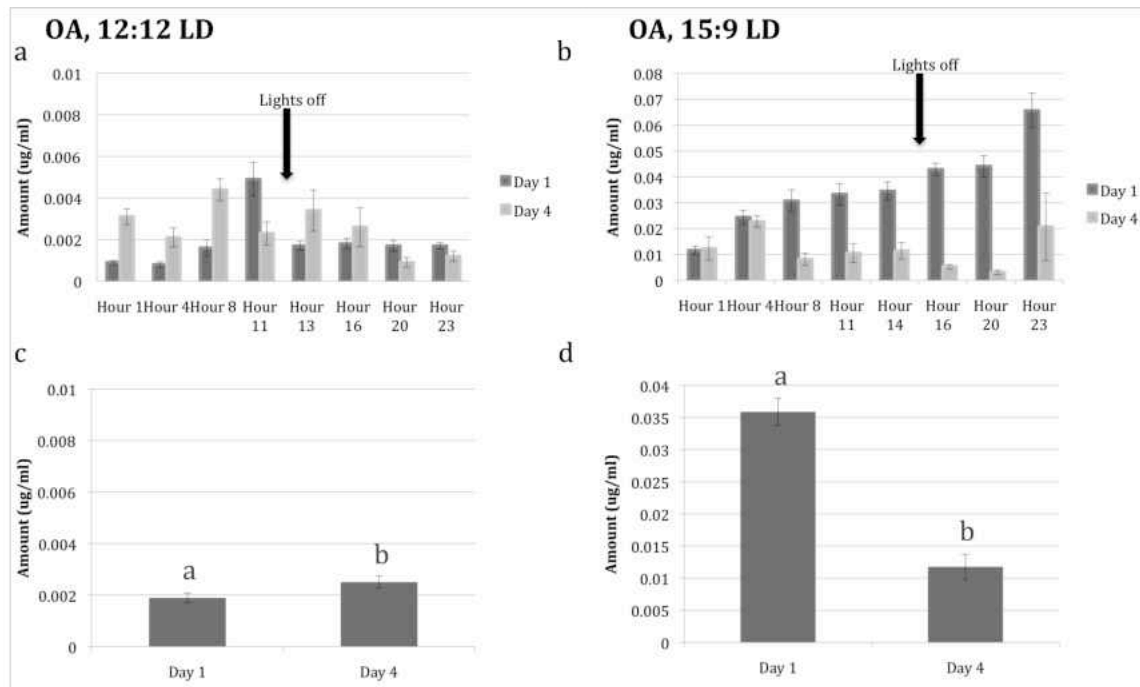 OA, 12:12 LD
a
0.01
0.008
0.006
0.004
0.002
0
Amount (ug/ml)
Lights off
Day 1
Day 4
Hour 1 Hour 4 Hour 8 Hour 11 Hour 13 Hour 16 Hour 20 Hour 23
OA, 15:9 LD
b
0.08
0.07
0.06
0.05
0.04
0.03
0.02
0.01
0
Amount (ug/ml)
Lights off
Day 1
Day 4
Hour 1 Hour 4 Hour 8 Hour 11 Hour 14 Hour 16 Hour 20 Hour 23
c
0.01
0.008
0.006
0.004
0.002
0
Amount (ug/ml)
a
b
Day 1 Day 4
d
0.04
0.035
0.03
0.025
0.02
0.015
0.01
0.005
0
Amount (ug/ml)
a
b
Day 1 Day 4